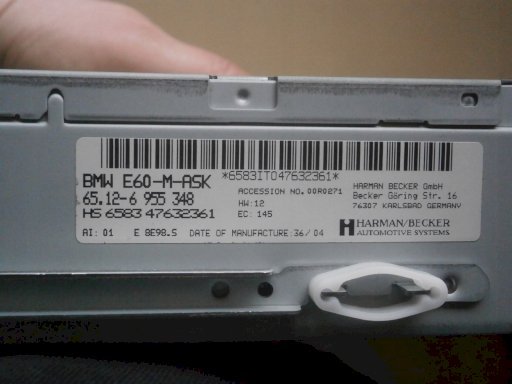 *6583IT047632361*
BMW E60-M-ASK
65.12-6 955 348
HS 6583 47632361
ACCESSION NO. 00R0271
HW: 12
EC: 145
AI: 01 E 8E98.5 DATE OF MANUFACTURE: 36/04
HARMAN BECKER GmbH
Becker Göring Str. 16
76307 KARLSBAD GERMANY
HARMAN/BECKER
AUTOMOTIVE SYSTEMS